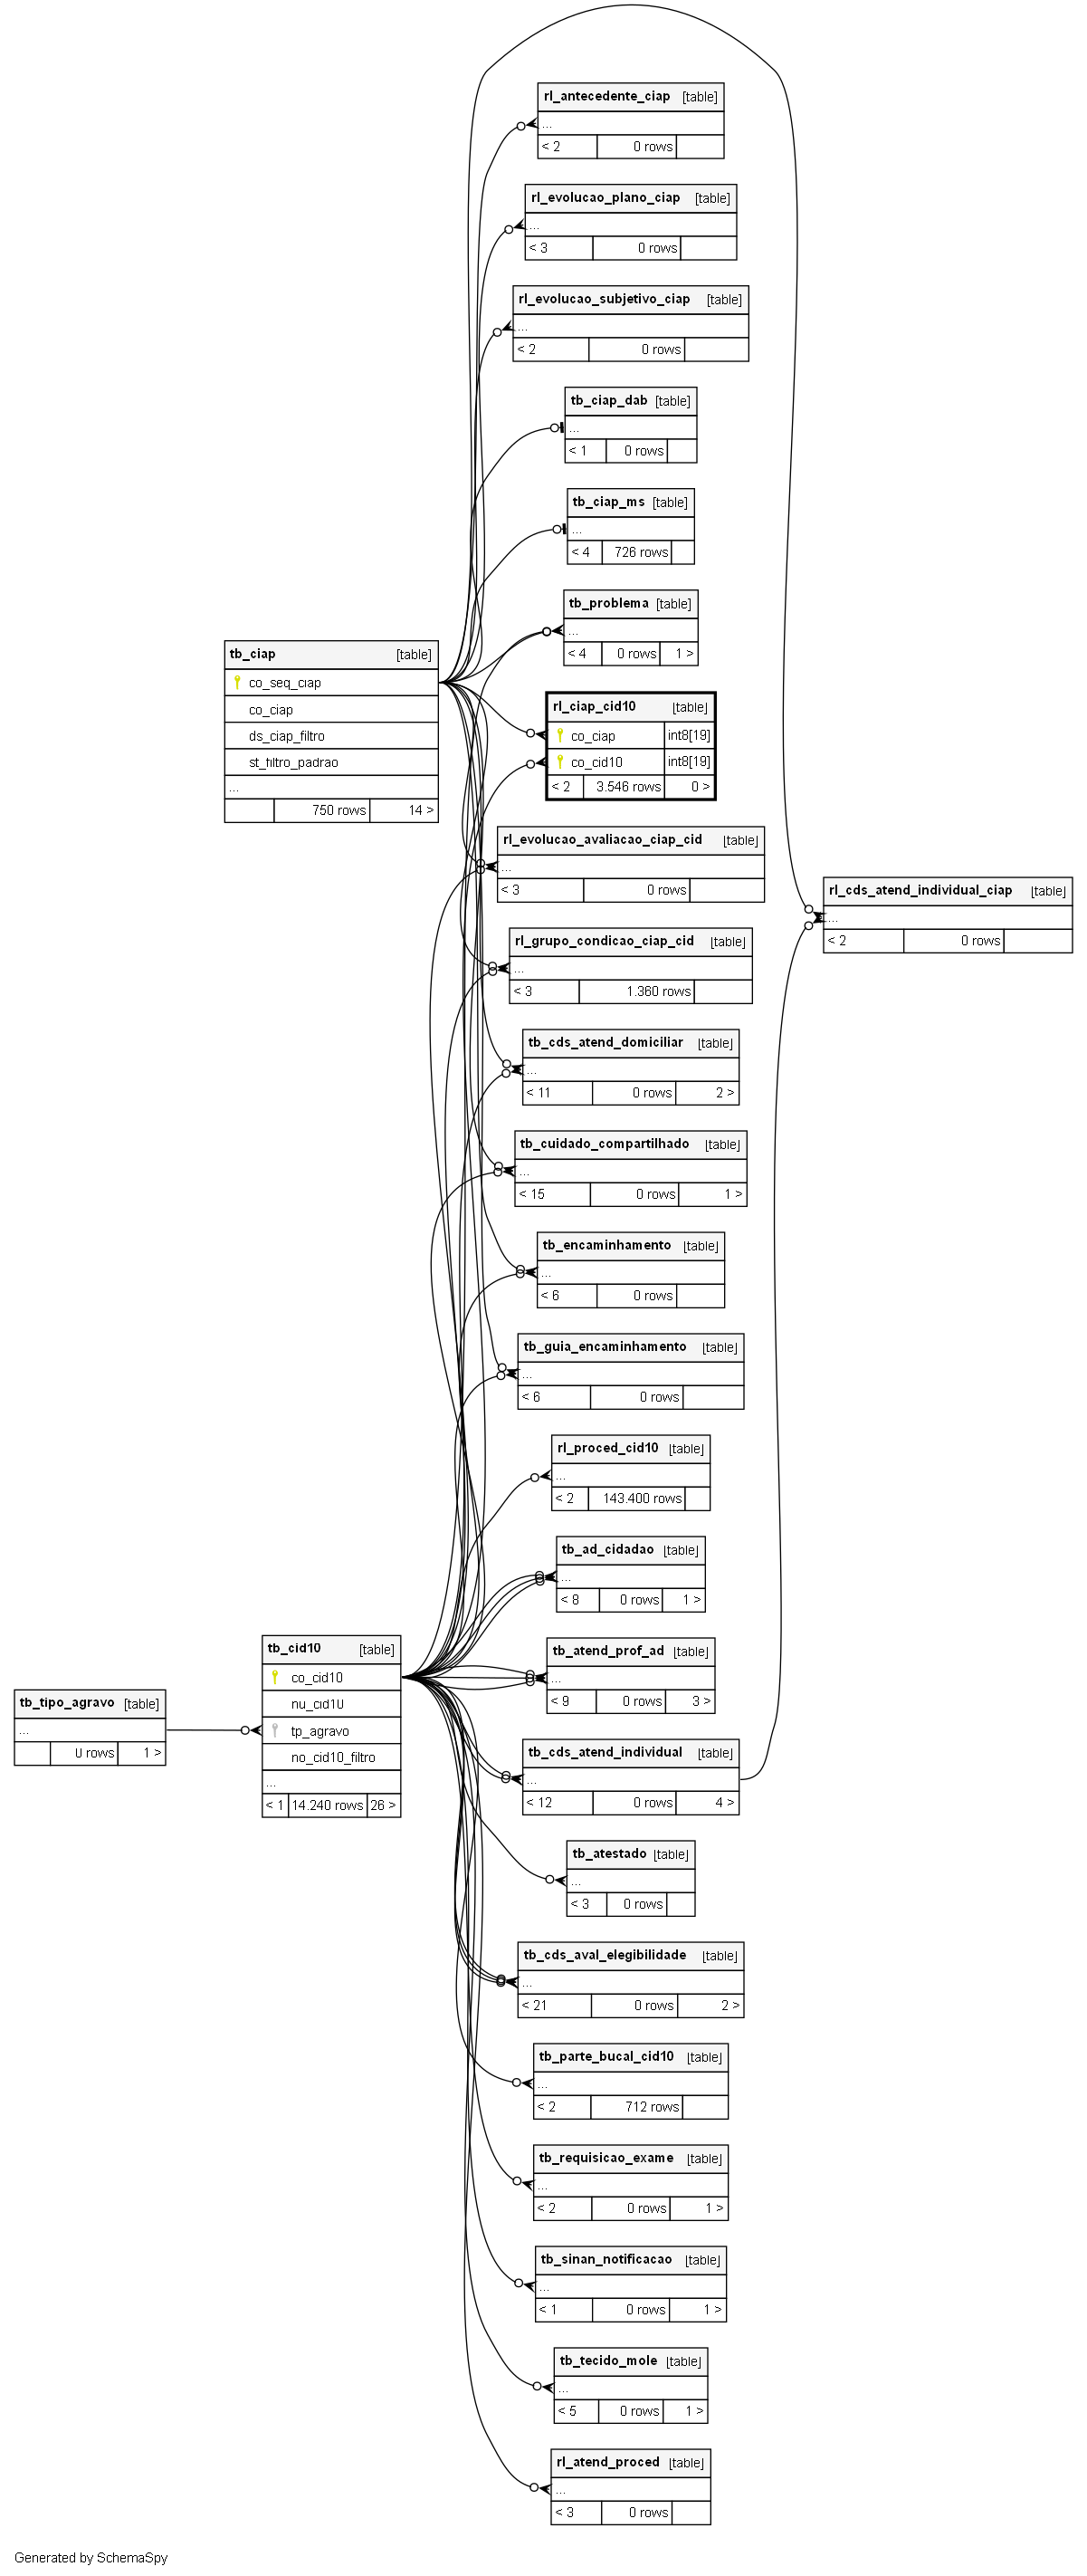 rl_antecedente_ciap [table]
...
< 2 0 rows
rl_evolucao_plano_ciap [table]
...
< 3 0 rows
rl_evolucao_subjetivo_ciap [table]
...
< 2 0 rows
tb_ciap_dab [table]
...
< 1 0 rows
tb_ciap_ms [table]
...
< 4 726 rows
tb_problema [table]
...
< 4 0 rows 1 >
tb_ciap [table]
co_seq_ciap
co_ciap
ds_ciap_filtro
st_filtro_padrao
...
750 rows 14 >
rl_ciap_cid10 [table]
co_ciap int8[19]
co_cid10 int8[19]
< 2 3.546 rows 0 >
rl_evolucao_avaliacao_ciap_cid [table]
...
< 3 0 rows
rl_cds_atend_individual_ciap [table]
...
< 2 0 rows
rl_grupo_condicao_ciap_cid [table]
...
< 3 1.360 rows
tb_cds_atend_domiciliar [table]
...
< 11 0 rows 2 >
tb_cuidado_compartilhado [table]
...
< 15 0 rows 1 >
tb_encaminhamento [table]
...
< 6 0 rows
tb_guia_encaminhamento [table]
...
< 6 0 rows
rl_proced_cid10 [table]
...
< 2 143.400 rows
tb_ad_cidadao [table]
...
< 8 0 rows 1 >
tb_atend_prof_ad [table]
...
< 9 0 rows 3 >
tb_cid10 [table]
co_cid10
nu_cid10
tp_agravo
no_cid10_filtro
...
< 1 14.240 rows 26 >
tb_tipo_agravo [table]
...
0 rows 1 >
tb_cds_atend_individual [table]
...
< 12 0 rows 4 >
tb_atestado [table]
...
< 3 0 rows
tb_cds_aval_elegibilidade [table]
...
< 21 0 rows 2 >
tb_parte_bucal_cid10 [table]
...
< 2 712 rows
tb_requisicao_exame [table]
...
< 2 0 rows 1 >
tb_sinan_notificacao [table]
...
< 1 0 rows 1 >
tb_tecido_mole [table]
...
< 5 0 rows 1 >
rl_atend_proced [table]
...
< 3 0 rows
Generated by SchemaSpy